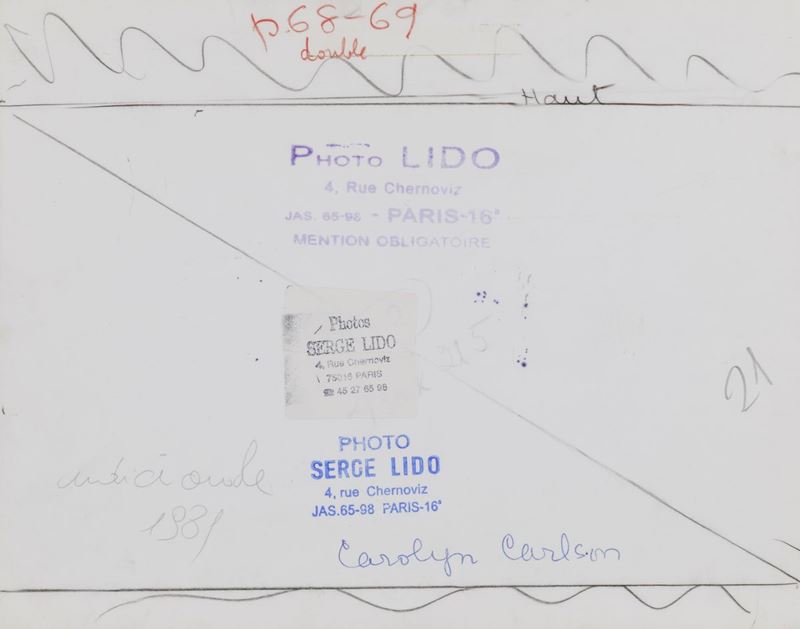 p.68-69
double
Haut
PHOTO LIDO
4, Rue Chernoviz
JAS. 65-98 - PARIS-16e
MENTION OBLIGATOIRE
Photos
SERGE LIDO
4, Rue Chernoviz
75016 PARIS
☎ 45 27 65 98
21
PHOTO
SERGE LIDO
4, rue Chernoviz
JAS.65-98 PARIS-16e
1981
Carolyn Carlson